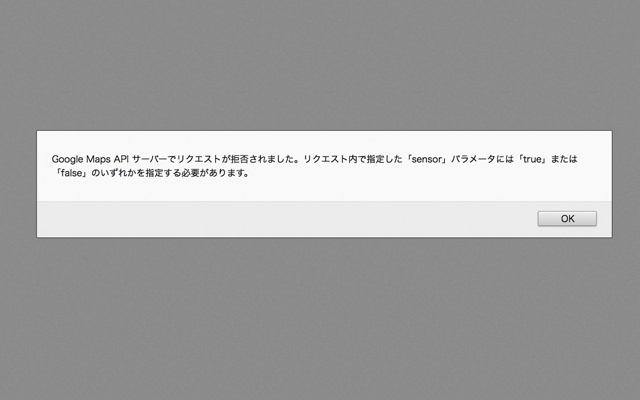 Google Maps API サーバーでリクエストが拒否されました。リクエスト内で指定した「sensor」パラメータには「true」または
「false」のいずれかを指定する必要があります。
OK